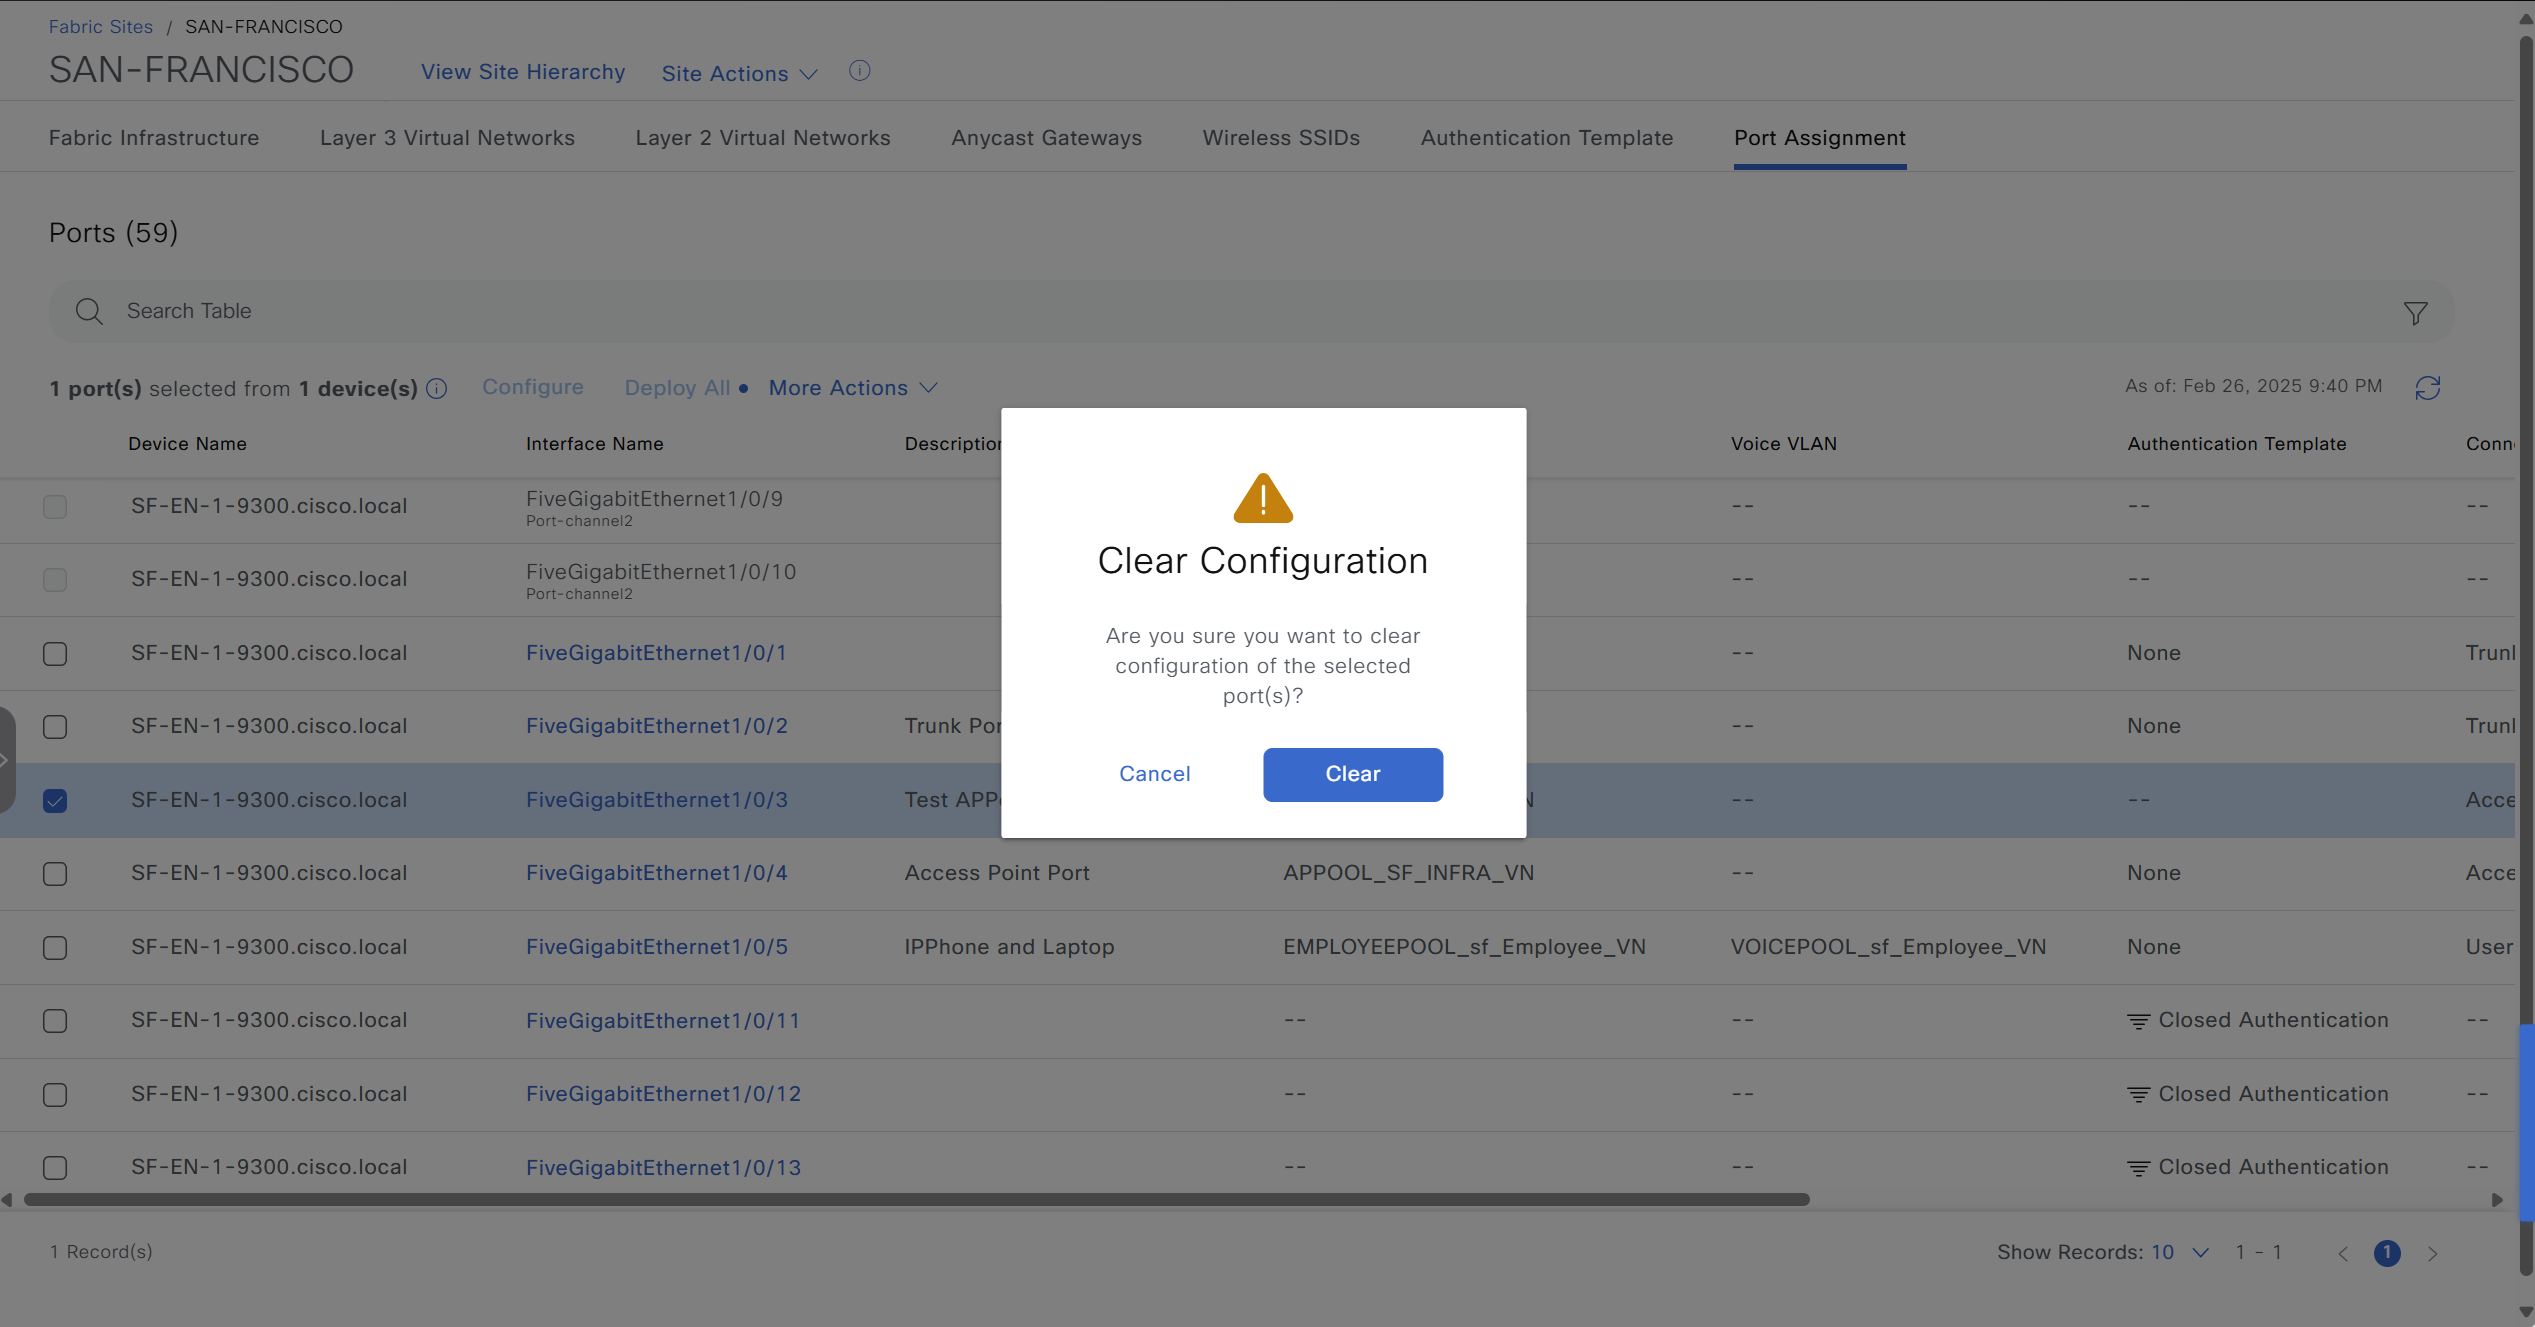 Fabric Sites / SAN-FRANCISCO
SAN-FRANCISCO View Site Hierarchy Site Actions
Fabric Infrastructure Layer 3 Virtual Networks Layer 2 Virtual Networks Anycast Gateways Wireless SSIDs Authentication Template Port Assignment
Ports (59)
Search Table
1 port(s) selected from 1 device(s) Configure Deploy All More Actions As of: Feb 26, 2025 9:40 PM
Device Name Interface Name Description Voice VLAN Authentication Template Conn
SF-EN-1-9300.cisco.local FiveGigabitEthernet1/0/9 -- -- --
Port-channel2
SF-EN-1-9300.cisco.local FiveGigabitEthernet1/0/10 -- -- --
Port-channel2
SF-EN-1-9300.cisco.local FiveGigabitEthernet1/0/1 -- None
SF-EN-1-9300.cisco.local FiveGigabitEthernet1/0/2 Trunk -- None
SF-EN-1-9300.cisco.local FiveGigabitEthernet1/0/3 Test -- -- Acce
SF-EN-1-9300.cisco.local FiveGigabitEthernet1/0/4 Access Point Port APPOOL_SF_INFRA_VN -- None Acce
SF-EN-1-9300.cisco.local FiveGigabitEthernet1/0/5 IPPhone and Laptop EMPLOYEEPOOL_sf_Employee_VN VOICEPOOL_sf_Employee_VN None User
SF-EN-1-9300.cisco.local FiveGigabitEthernet1/0/11 -- -- Closed Authentication --
SF-EN-1-9300.cisco.local FiveGigabitEthernet1/0/12 -- -- Closed Authentication --
SF-EN-1-9300.cisco.local FiveGigabitEthernet1/0/13 -- -- Closed Authentication --
Clear Configuration
Are you sure you want to clear
configuration of the selected
port(s)?
Cancel Clear
1 Record(s) Show Records: 10 1 - 1 1